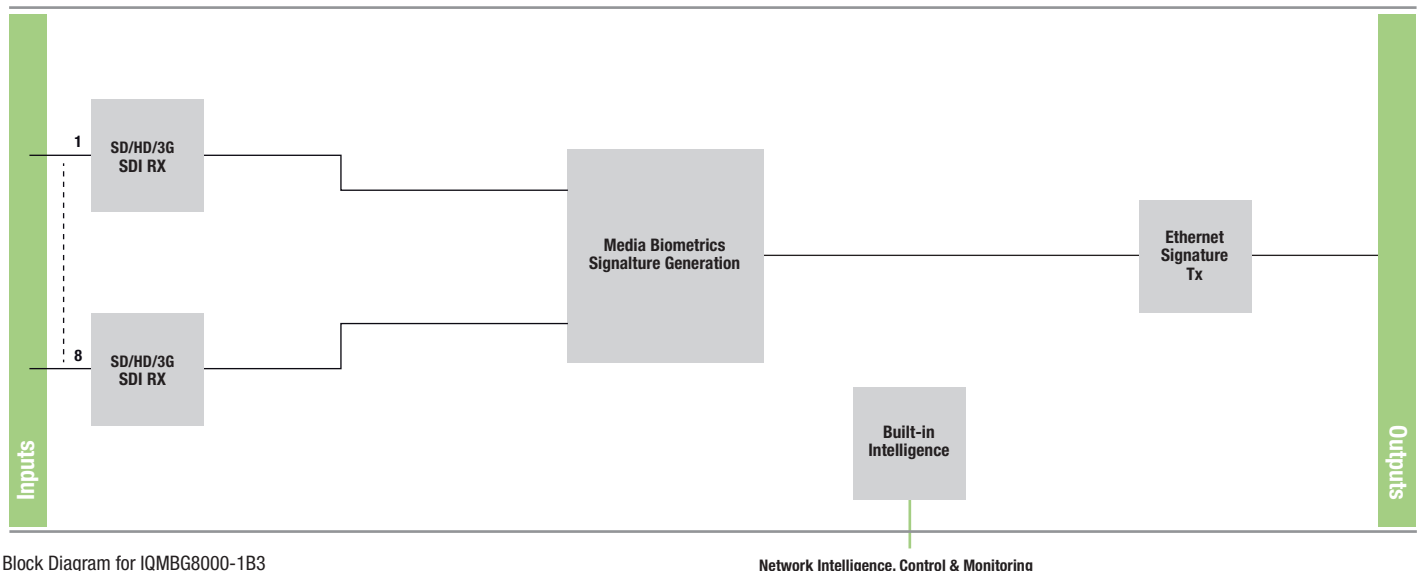 Inputs
1
SD/HD/3G
SDI RX
8
SD/HD/3G
SDI RX
Media Biometrics
Signalture Generation
Ethernet
Signature
Tx
Built-in
Intelligence
Outputs
Block Diagram for IQMBG8000-1B3
Network Intelligence, Control & Monitoring